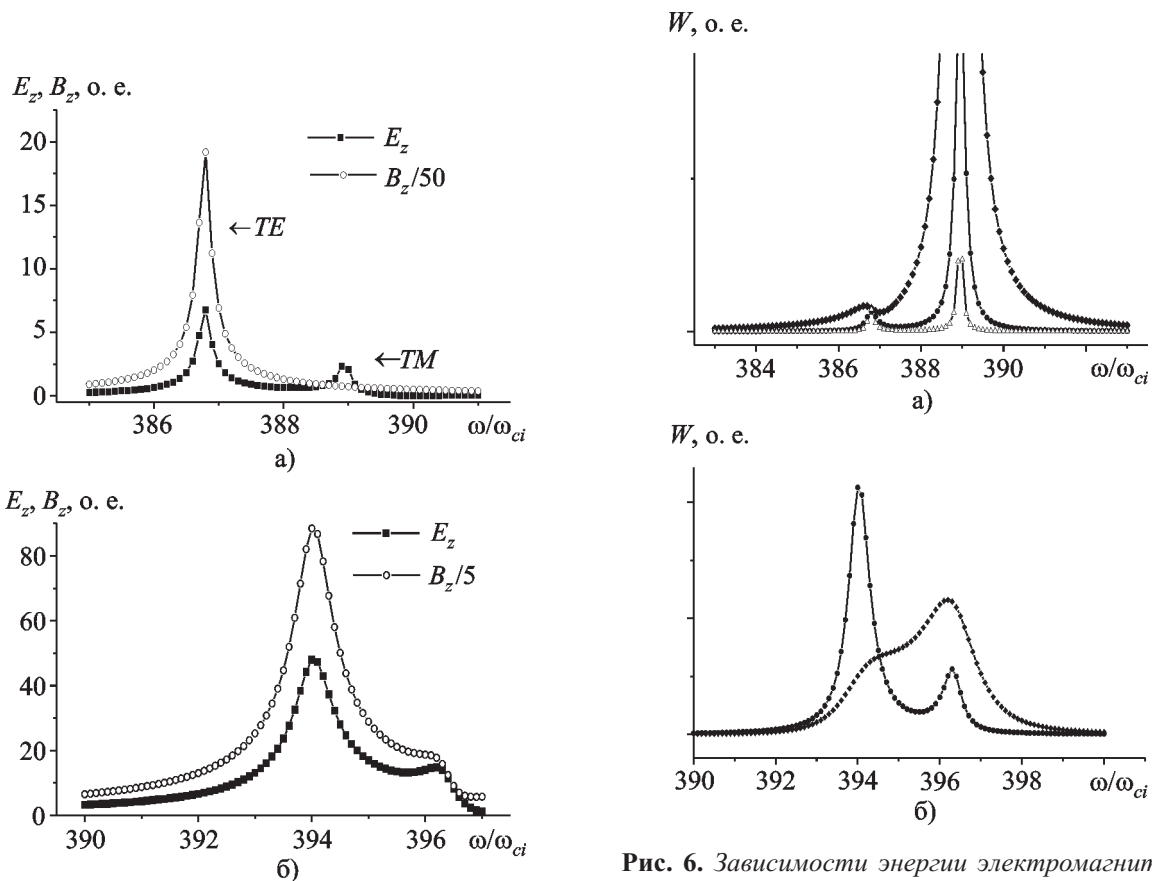 E_z, B_z, о. е.
20
15
10
5
0
E_z
B_z/50
←TE
←TM
386
388
390
ω/ω_ci
а)
E_z, B_z, о. е.
80
60
40
20
0
E_z
B_z/5
390
392
394
396
ω/ω_ci
б)
W, о. е.
384
386
388
390
ω/ω_ci
а)
W, о. е.
390
392
394
396
398
ω/ω_ci
б)
Рис. 6. Зависимости энергии электромагнит